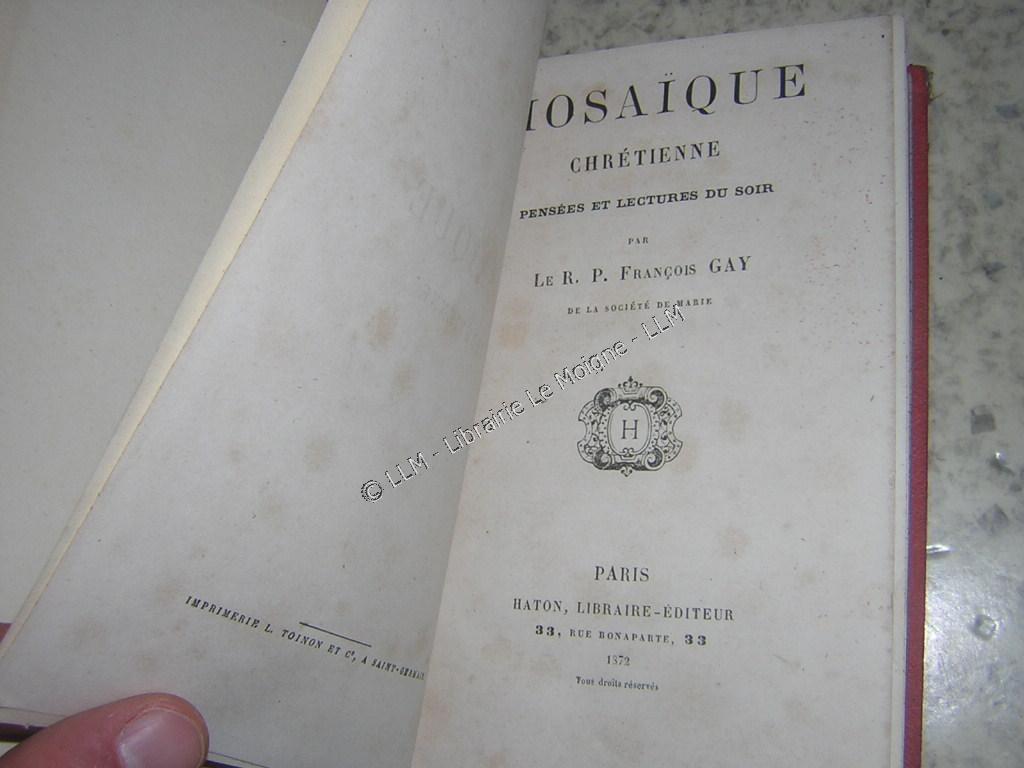 IMPRIMERIE L. TOINON ET Cᵉ, A SAINT-GERMAIN
MOSAÏQUE
CHRÉTIENNE
PENSÉES ET LECTURES DU SOIR
PAR
LE R. P. FRANÇOIS GAY
DE LA SOCIÉTÉ DE MARIE
H
PARIS
HATON, LIBRAIRE-ÉDITEUR
33, RUE BONAPARTE, 33
1872
Tous droits réservés
© LLM - Librairie Le Moigne - LLM